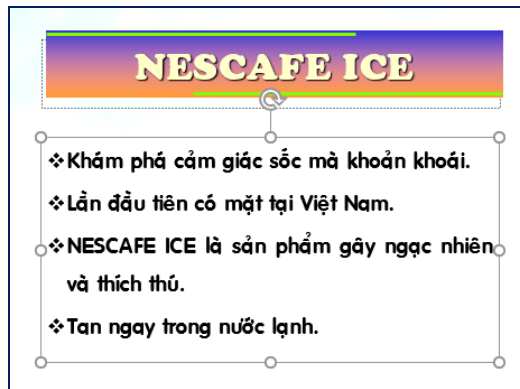 NESCAFE ICE
❖Khám phá cảm giác sốc mà khoản khoái.
❖Lần đầu tiên có mặt tại Việt Nam.
❖NESCAFE ICE là sản phẩm gây ngạc nhiên
và thích thú.
❖Tan ngay trong nước lạnh.